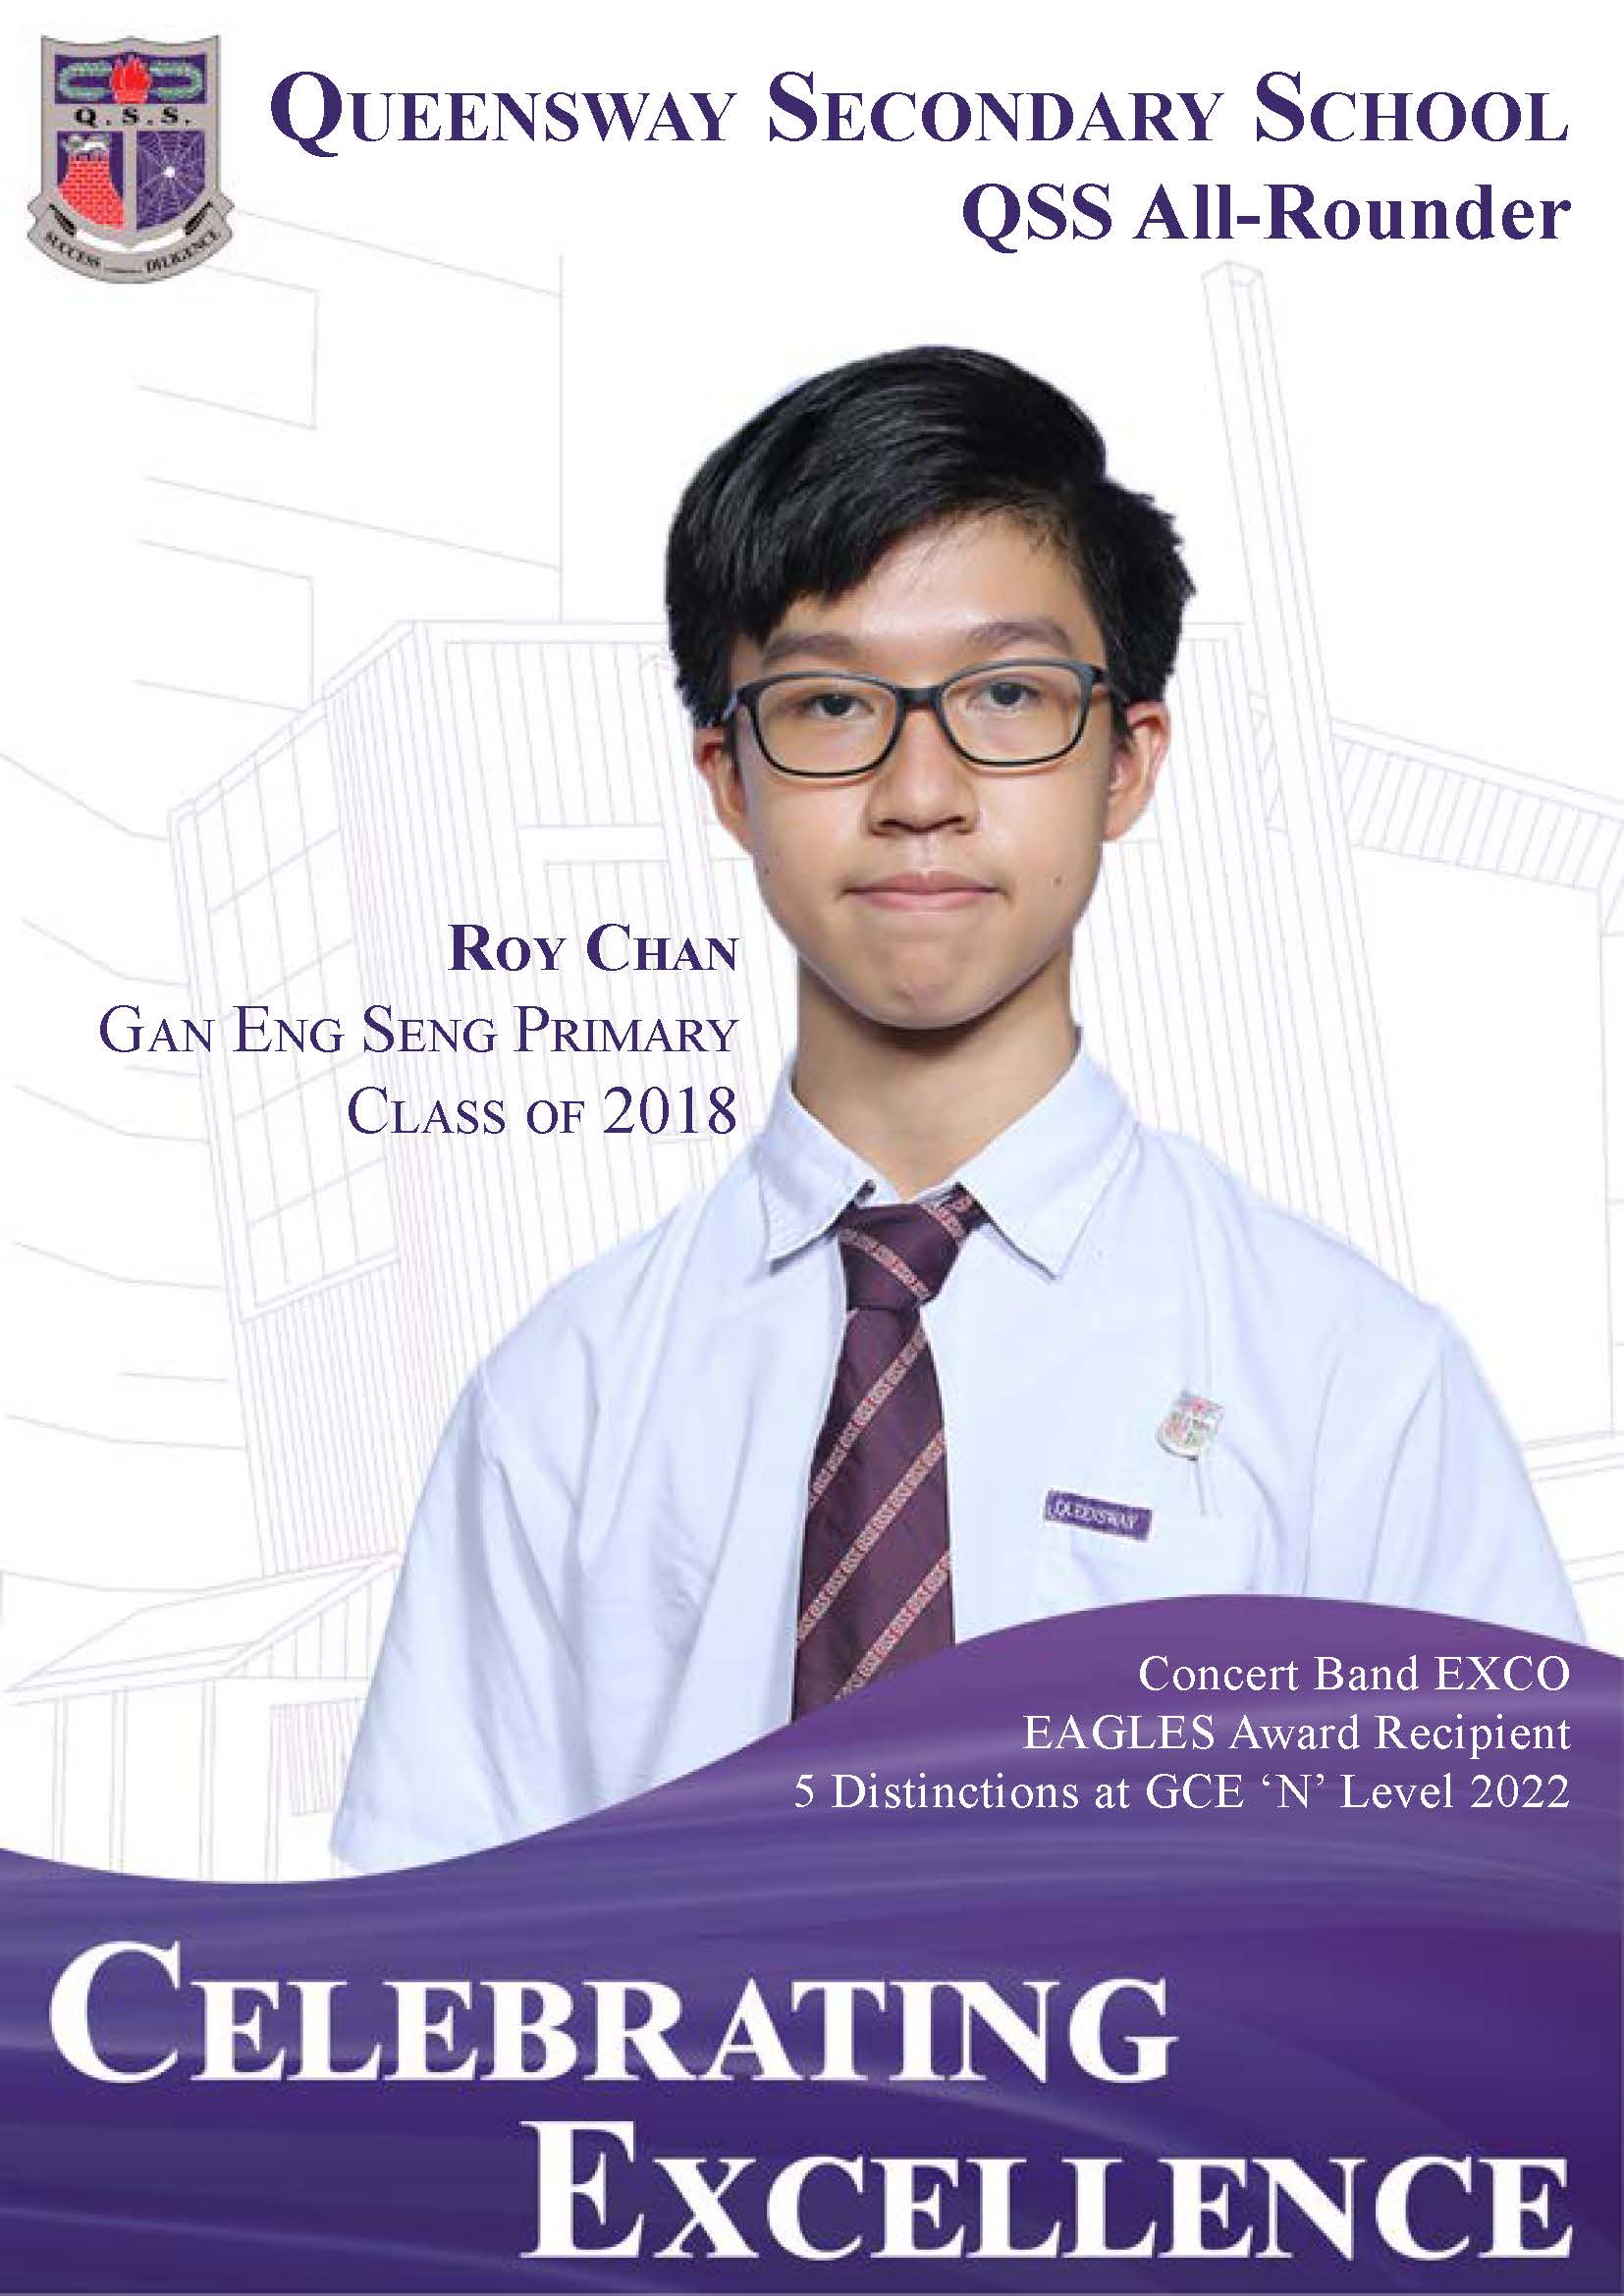 Q. S. S.
SUCCESS DILIGENCE
QUEENSWAY SECONDARY SCHOOL
QSS All-Rounder
ROY CHAN
GAN ENG SENG PRIMARY
CLASS OF 2018
QUEENSWAY
Concert Band EXCO
EAGLES Award Recipient
5 Distinctions at GCE ‘N’ Level 2022
CELEBRATING
EXCELLENCE